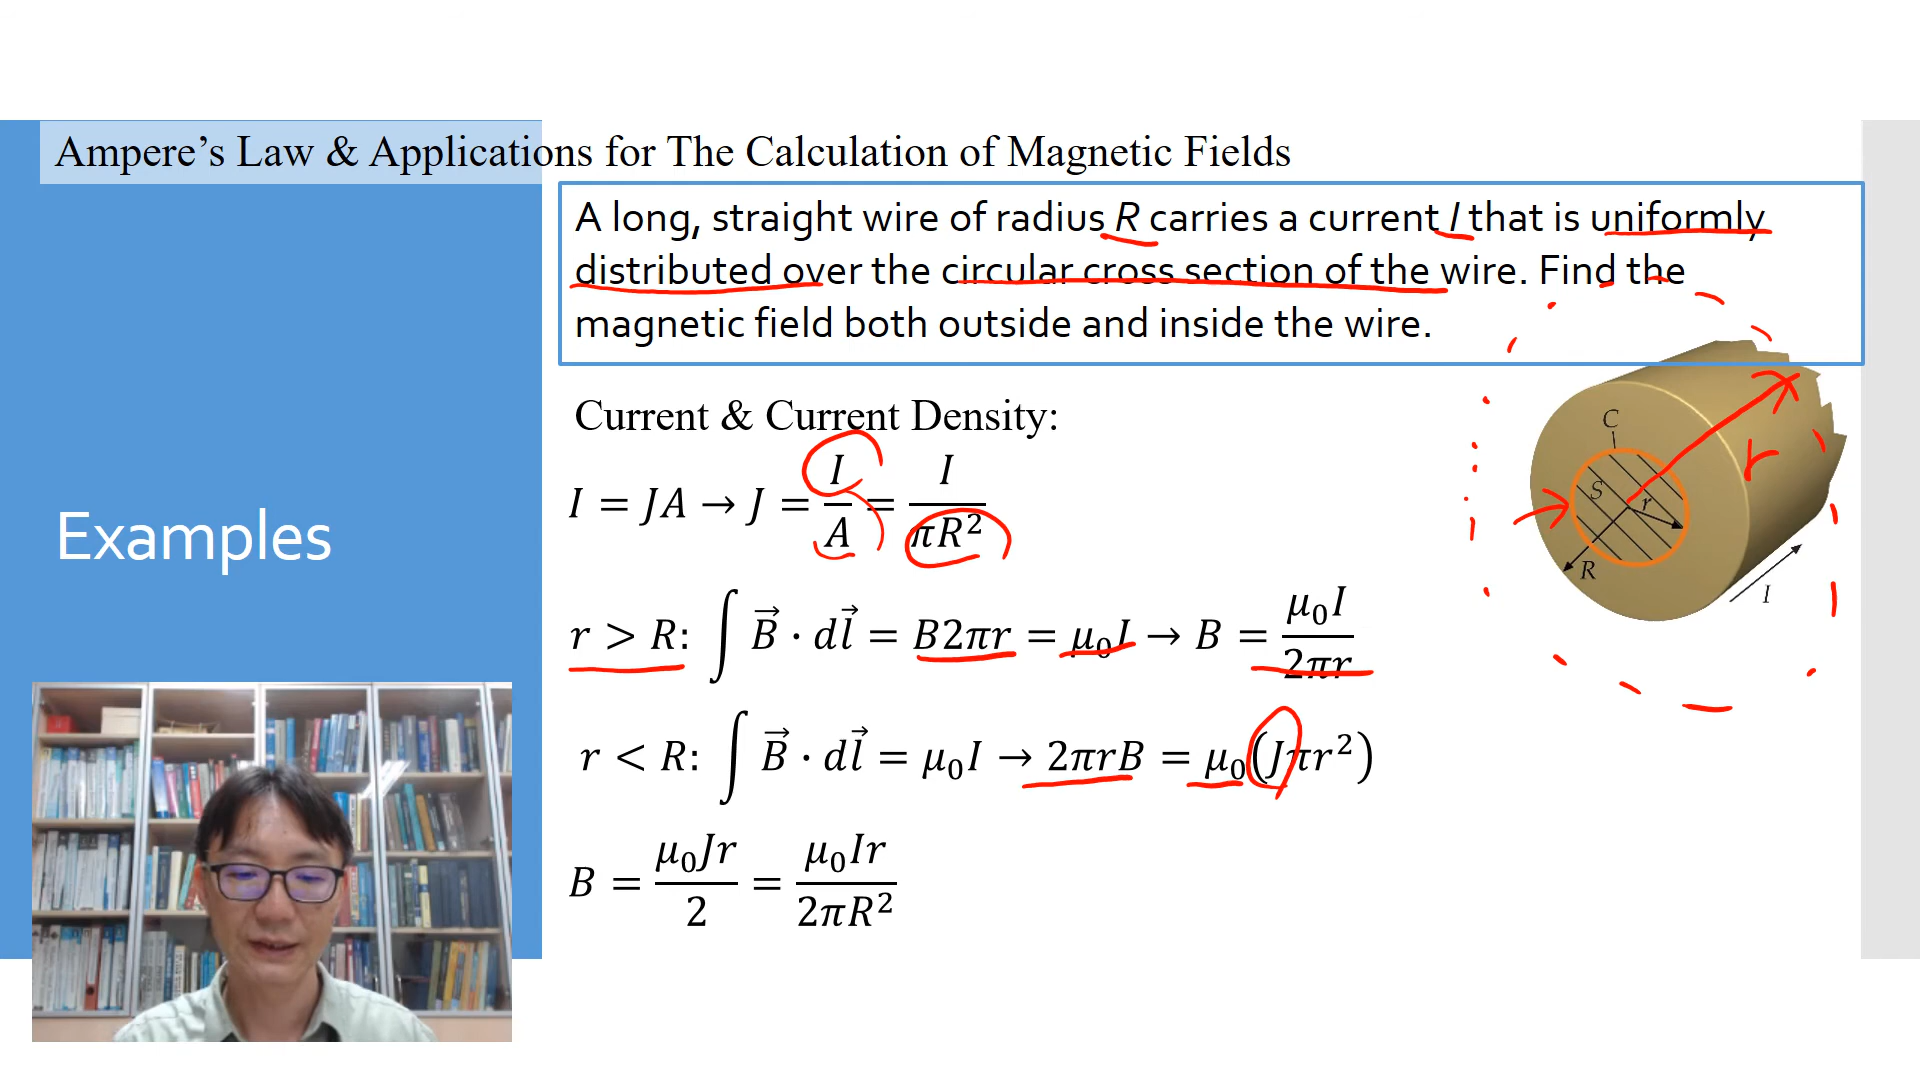 Ampere’s Law & Applications for The Calculation of Magnetic Fields
A long, straight wire of radius R carries a current I that is uniformly
distributed over the circular cross section of the wire. Find the
magnetic field both outside and inside the wire.
Examples
Current & Current Density:
I = JA → J = I/A = I/πR²
r > R: ∫ B⃗ · dl⃗ = B2πr = μ₀I → B = μ₀I/2πr
r < R: ∫ B⃗ · dl⃗ = μ₀I → 2πrB = μ₀(Jπr²)
B = μ₀Jr/2 = μ₀Ir/2πR²
C
S
r
R
I
r